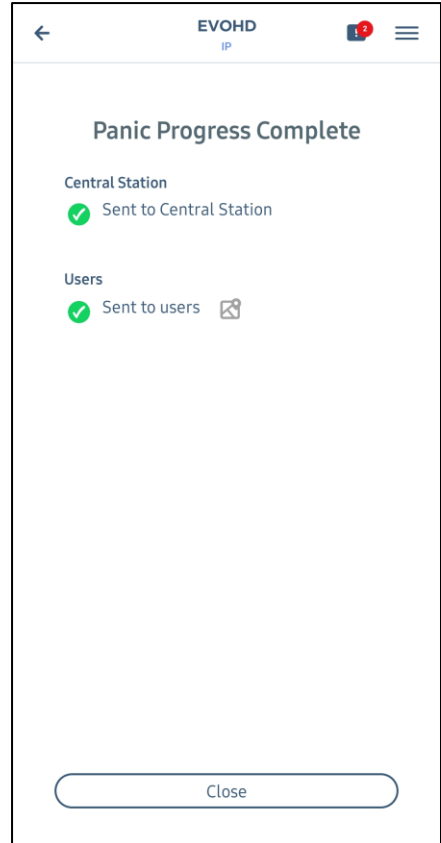 EVOHD
IP
!
2
Panic Progress Complete
Central Station
Sent to Central Station
Users
Sent to users
Close